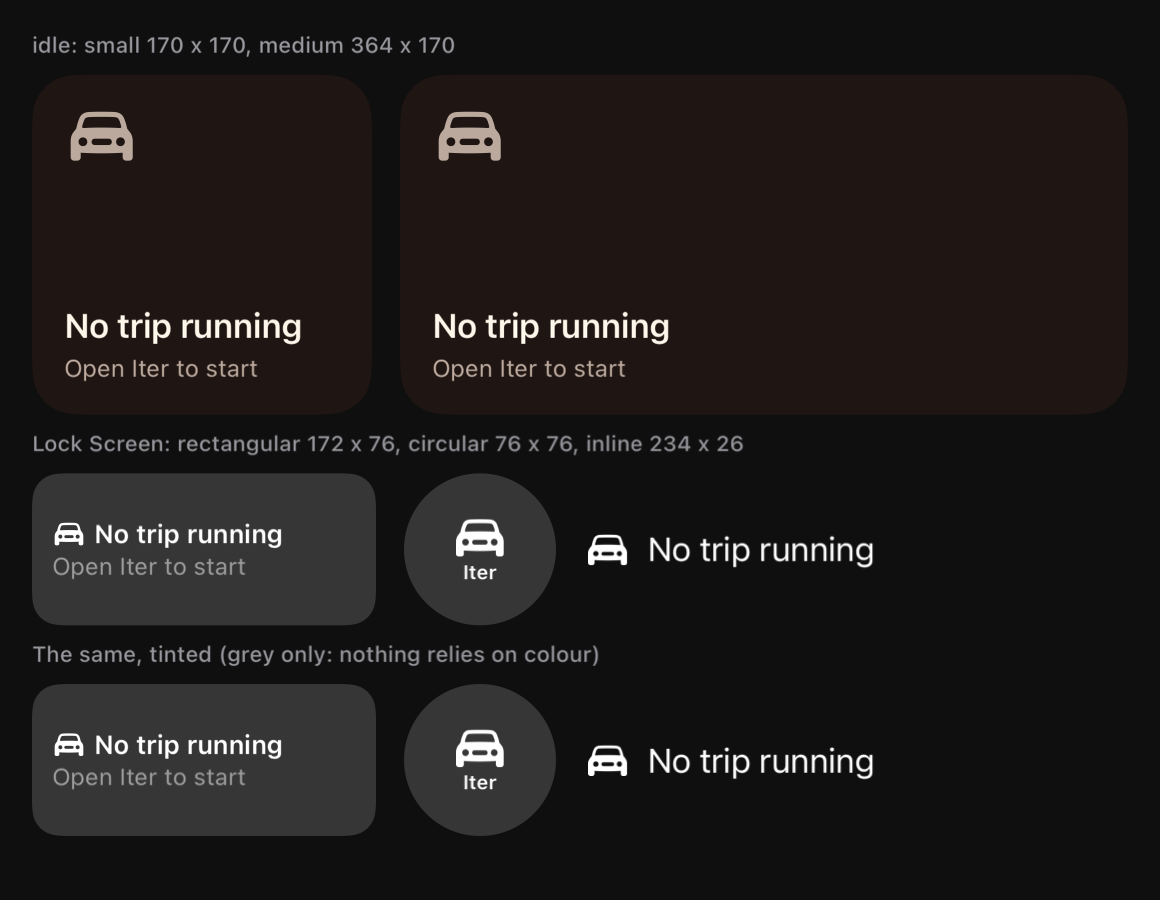 idle: small 170 x 170, medium 364 x 170
No trip running
Open Iter to start
No trip running
Open Iter to start
Lock Screen: rectangular 172 x 76, circular 76 x 76, inline 234 x 26
No trip running
Open Iter to start
Iter
No trip running
The same, tinted (grey only: nothing relies on colour)
No trip running
Open Iter to start
Iter
No trip running